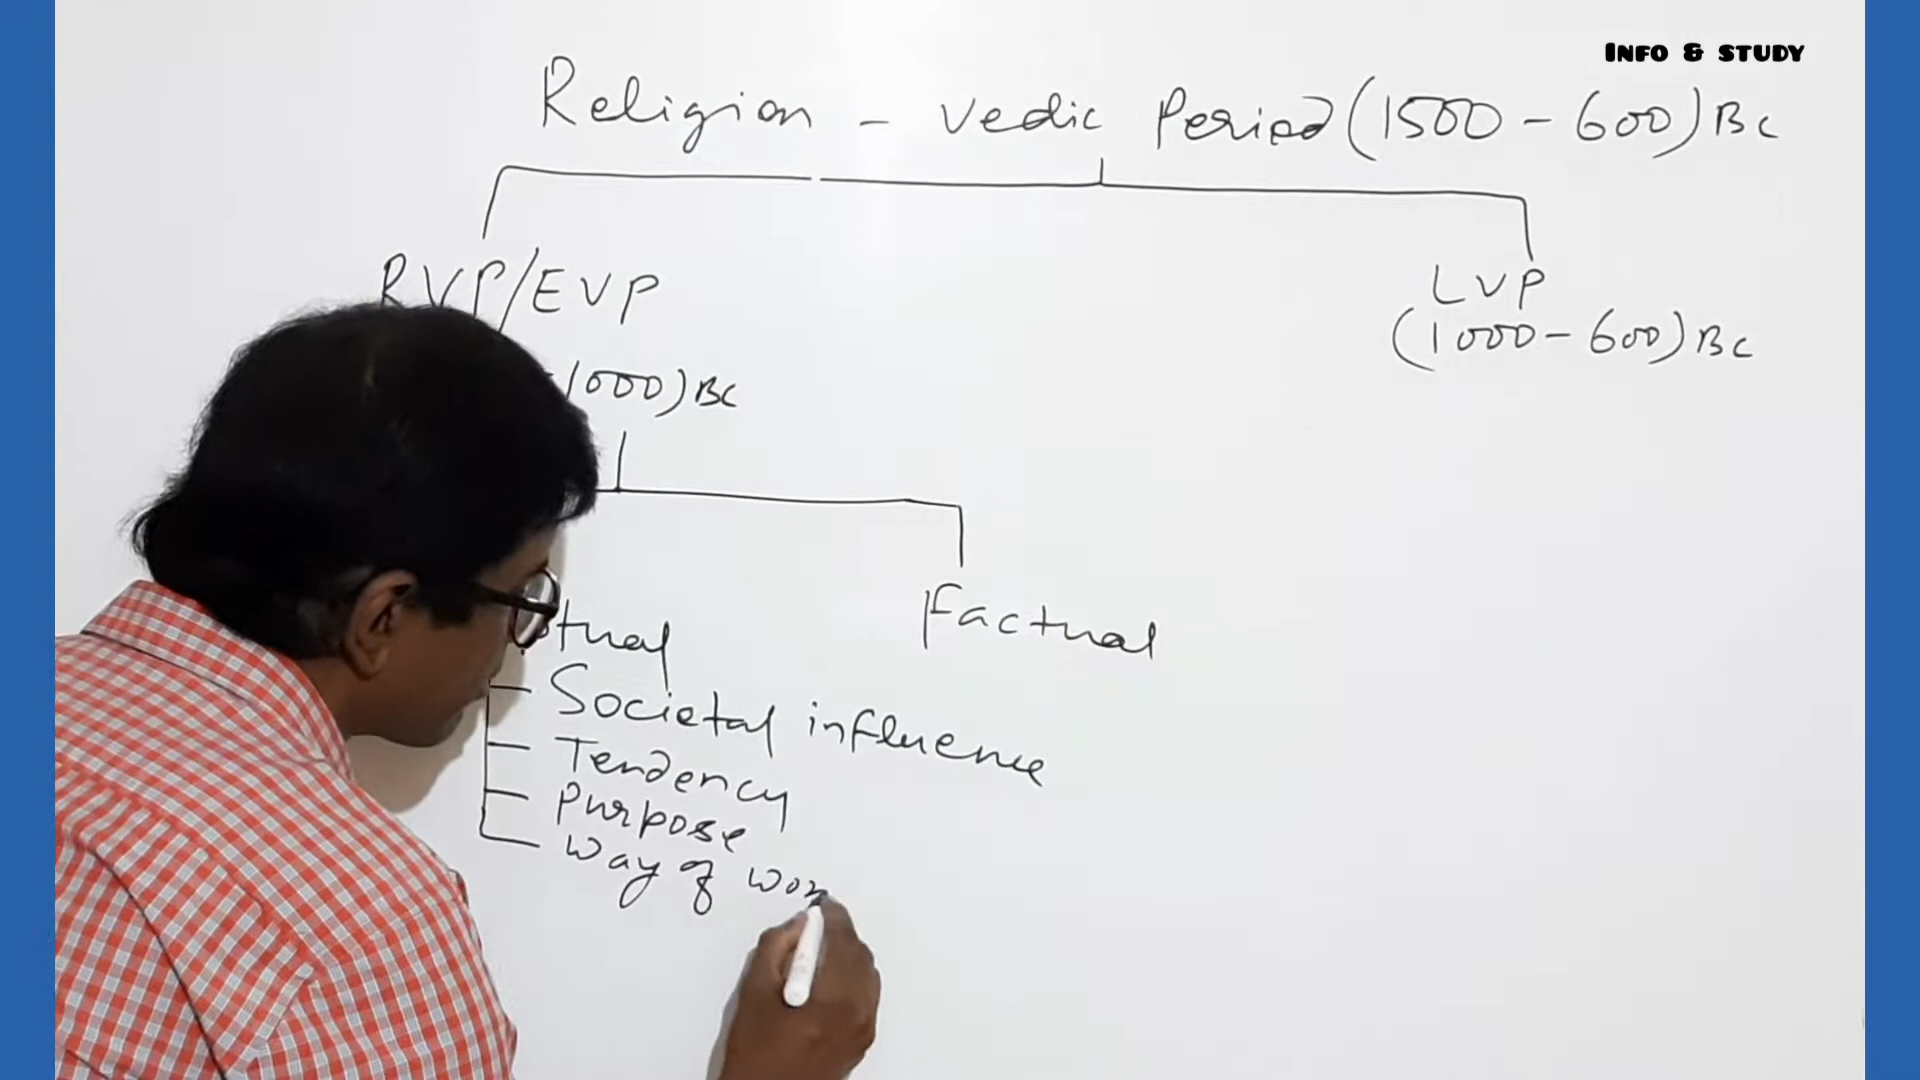 INFO & STUDY
Religion - Vedic Period (1500 - 600) BC
RVP/EVP
LVP
(1000 - 600) BC
1000) BC
tual
Factual
Societal influence
Tendency
Purpose
Way of wor